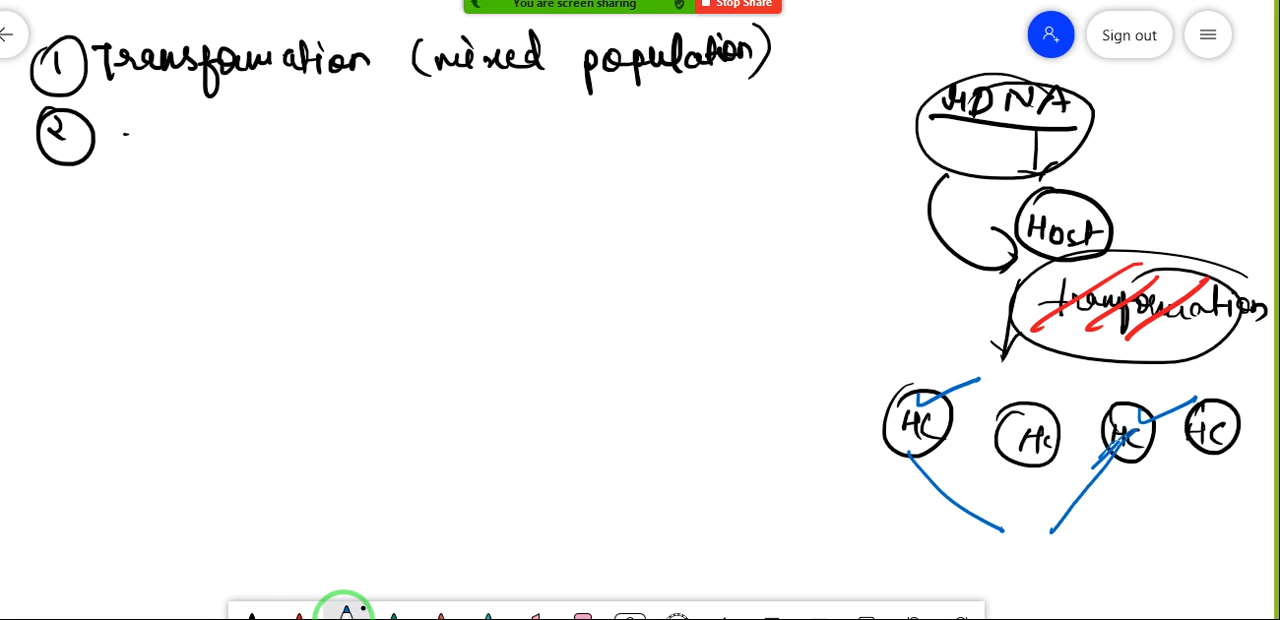 You are screen sharing
Stop Share
Sign out
① Transformation (mixed population)
②
rDNA
Host
transformation
HC HC HC HC